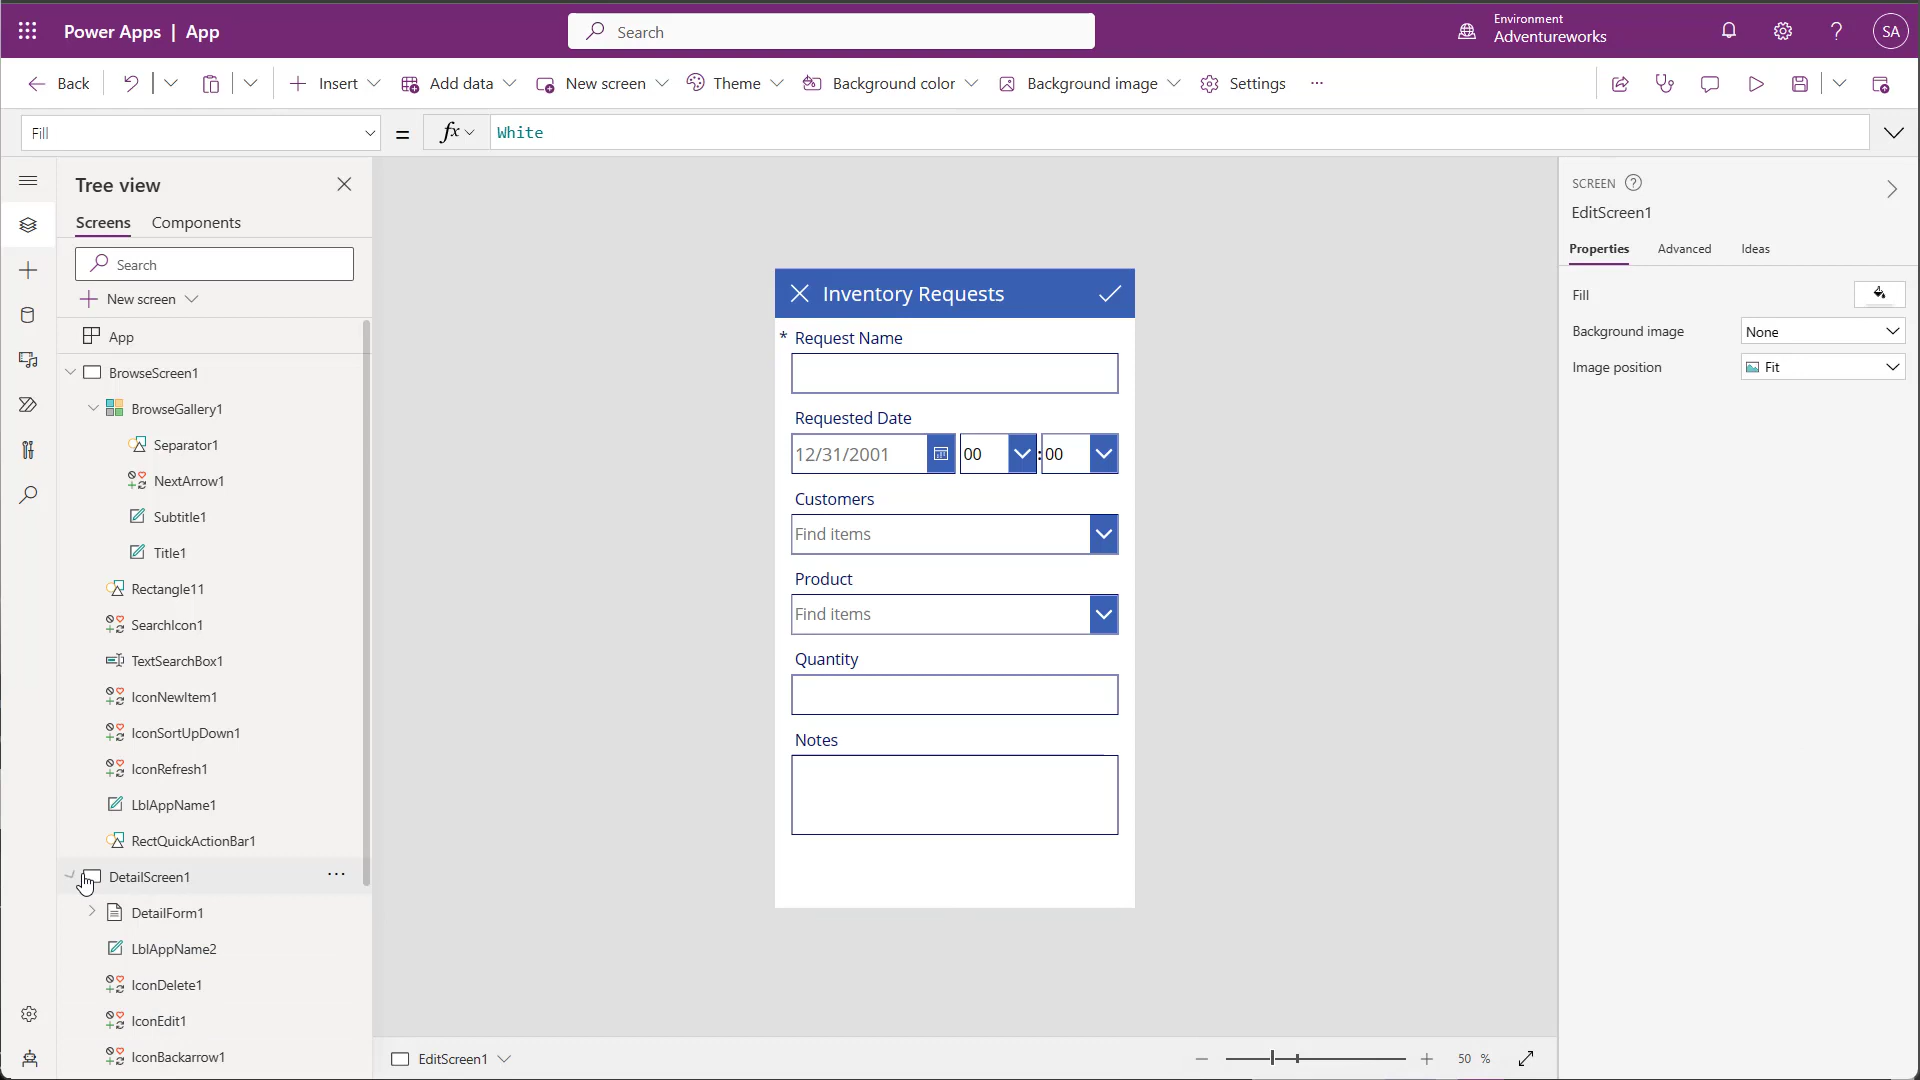 Power Apps | App
Search
Environment
Adventureworks
SA
Back
Insert
Add data
New screen
Theme
Background color
Background image
Settings
Fill
=
fx
White
Tree view
Screens
Components
Search
New screen
App
BrowseScreen1
BrowseGallery1
Separator1
NextArrow1
Subtitle1
Title1
Rectangle11
SearchIcon1
TextSearchBox1
IconNewItem1
IconSortUpDown1
IconRefresh1
LblAppName1
RectQuickActionBar1
DetailScreen1
DetailForm1
LblAppName2
IconDelete1
IconEdit1
IconBackarrow1
Inventory Requests
* Request Name
Requested Date
12/31/2001
00
:
00
Customers
Find items
Product
Find items
Quantity
Notes
EditScreen1
50 %
SCREEN
EditScreen1
Properties
Advanced
Ideas
Fill
Background image
None
Image position
Fit